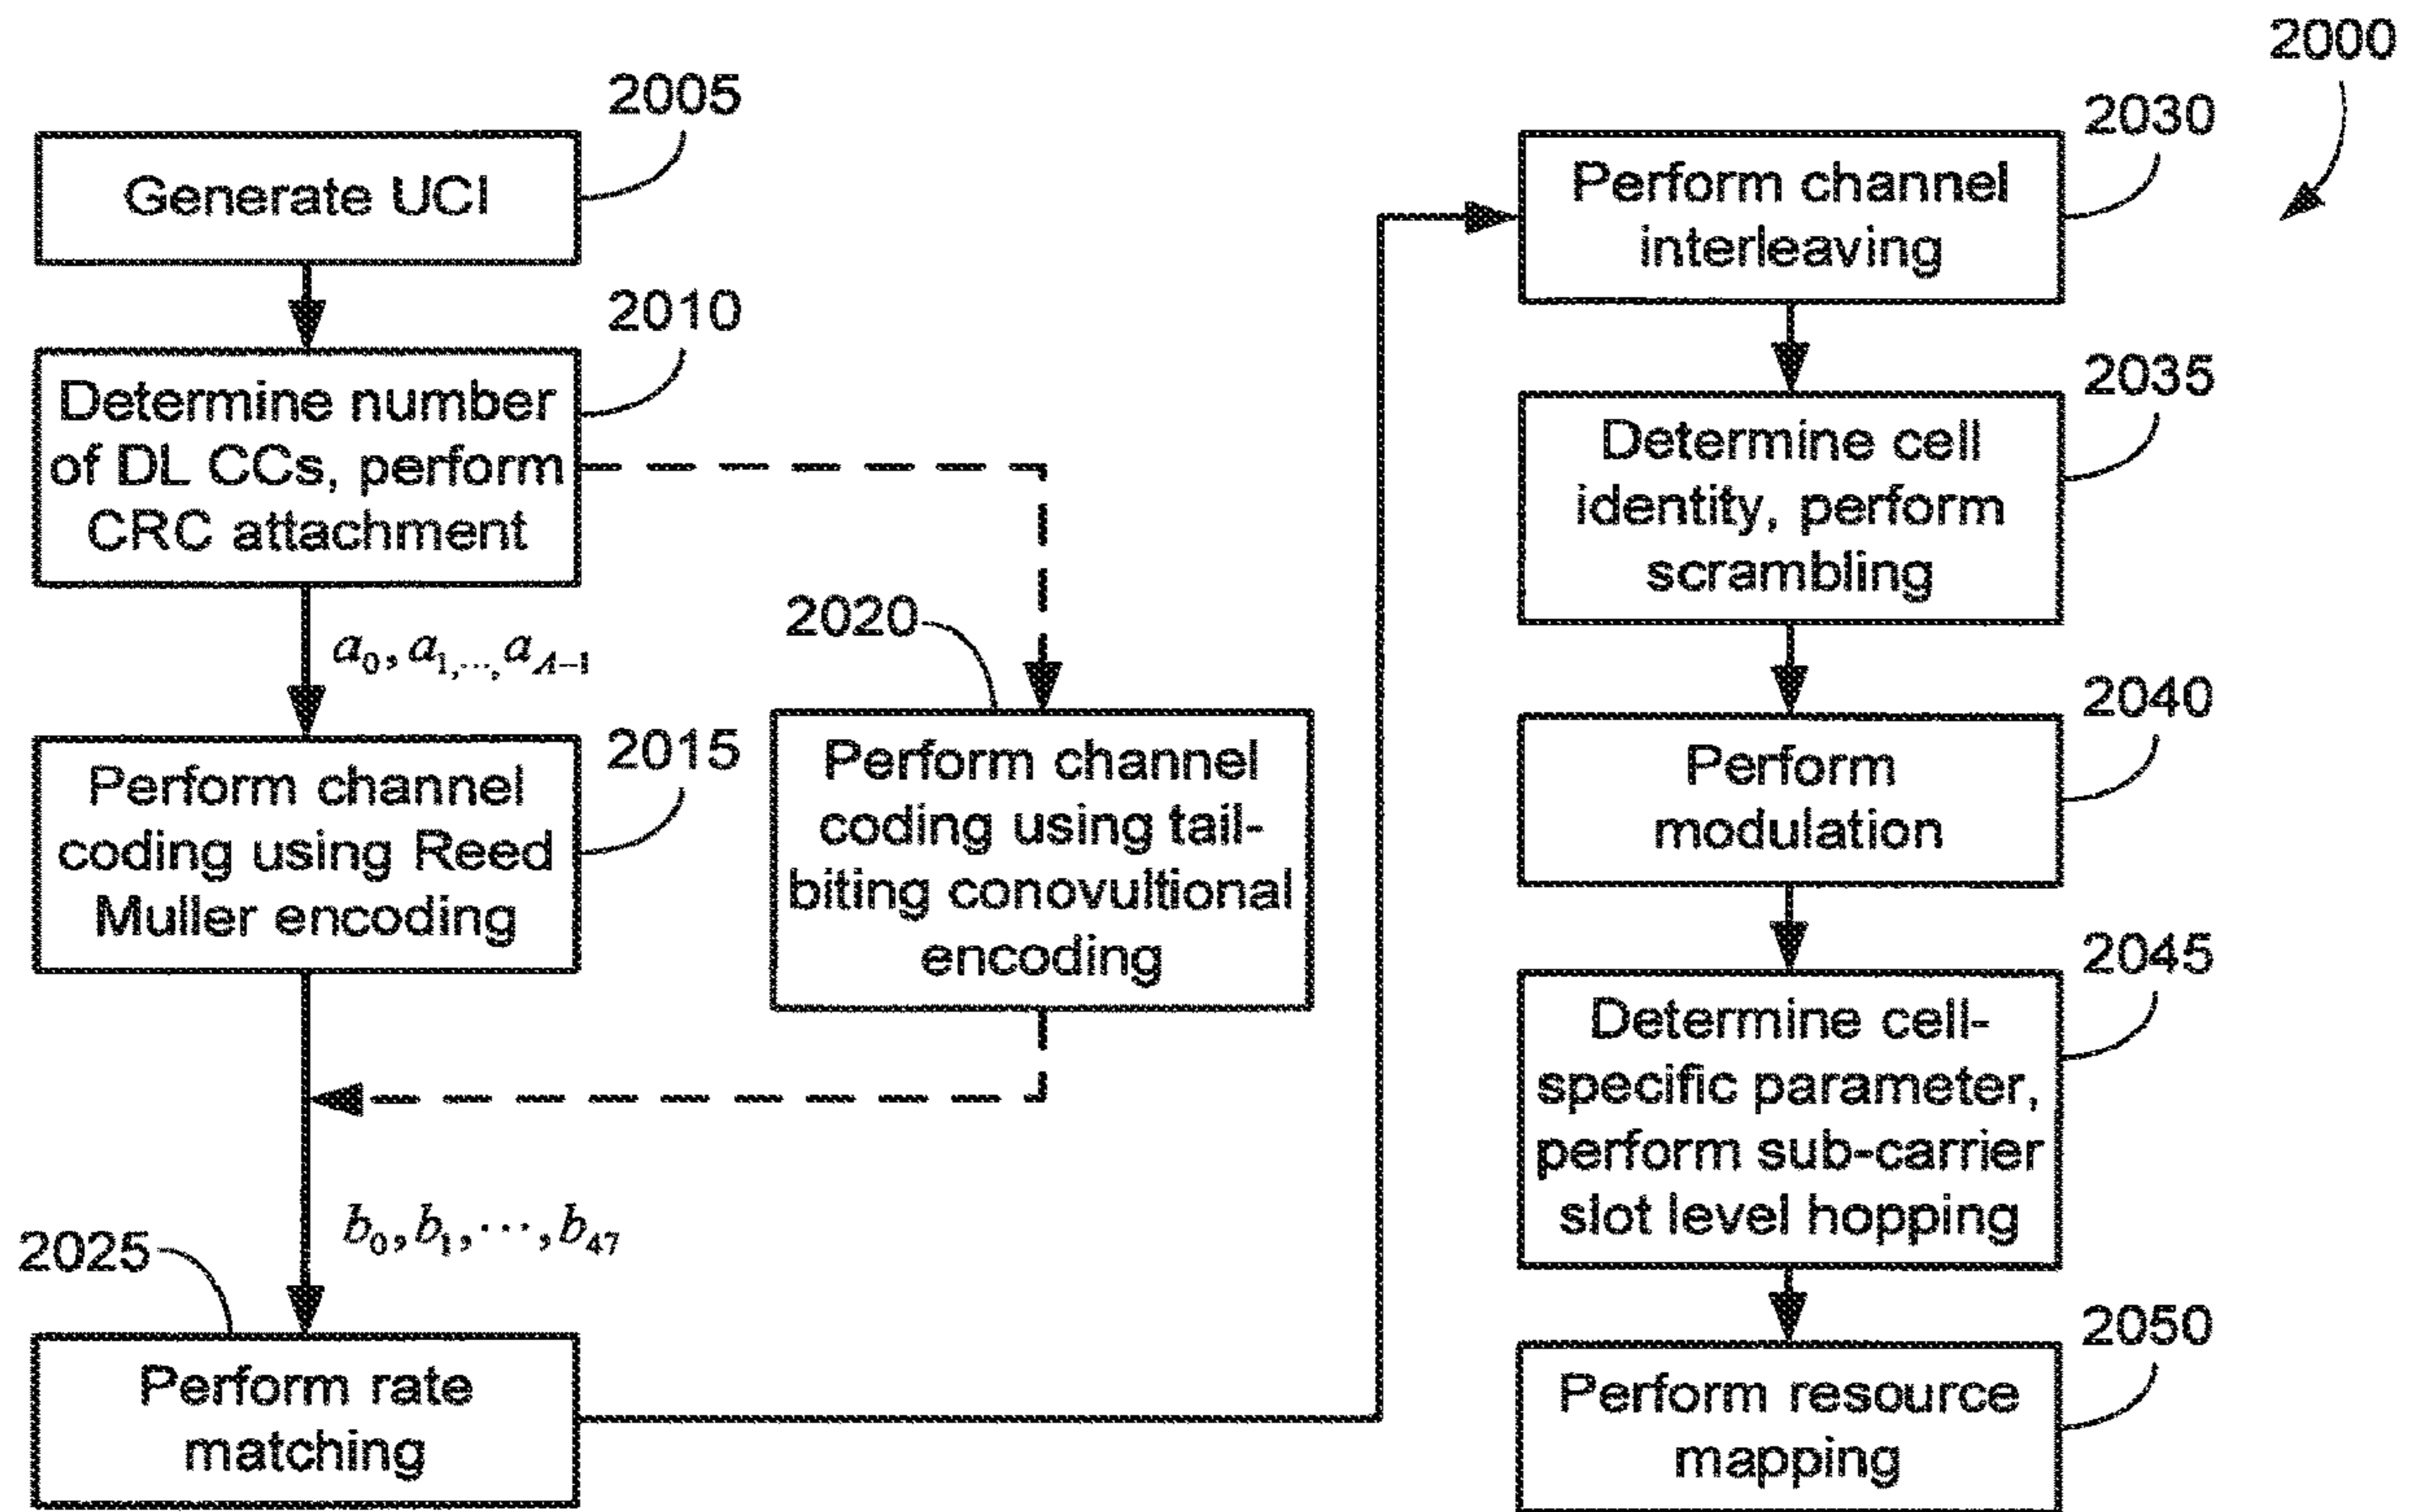 2000
2005
Generate UCI
2010
Determine number
of DL CCs, perform
CRC attachment
a₀, a₁,...,a_A-1
2015
Perform channel
coding using Reed
Muller encoding
2020
Perform channel
coding using tail-
biting conovultional
encoding
b₀, b₁, ···, b₄₇
2025
Perform rate
matching
2030
Perform channel
interleaving
2035
Determine cell
identity, perform
scrambling
2040
Perform
modulation
2045
Determine cell-
specific parameter,
perform sub-carrier
slot level hopping
2050
Perform resource
mapping